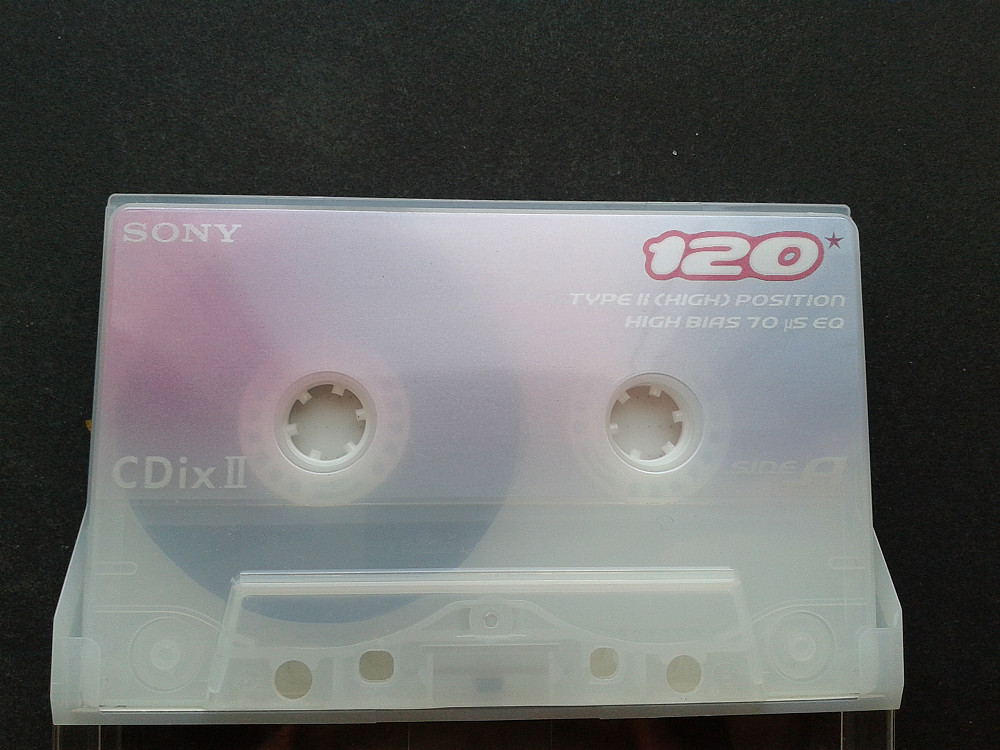 SONY
120★
TYPE II (HIGH) POSITION
HIGH BIAS 70 µS EQ
CDix II
SIDE A